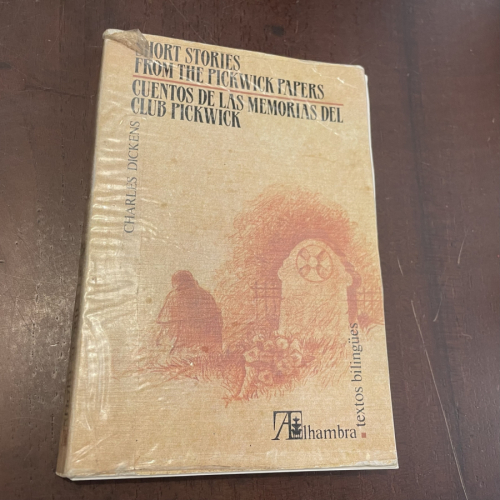 SHORT STORIES
FROM THE PICKWICK PAPERS
CUENTOS DE LAS MEMORIAS DEL
CLUB PICKWICK
CHARLES DICKENS
textos bilingües
Alhambra